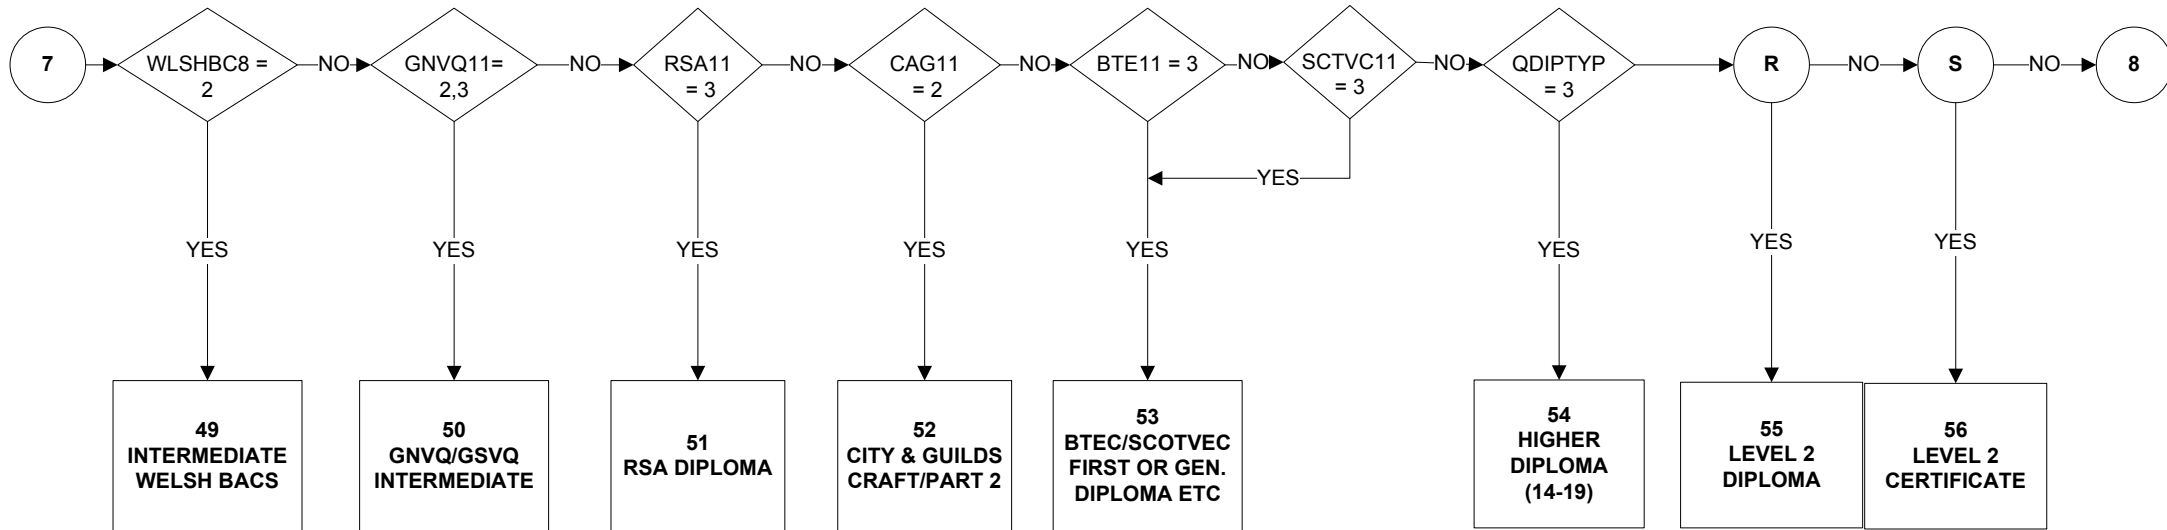 7
WLSHBC8 =
2
NO
GNVQ11=
2,3
NO
RSA11
= 3
NO
CAG11
= 2
NO
BTE11 = 3
NO
SCTVC11
= 3
NO
QDIPTYP
= 3
R
NO
S
NO
8
YES
YES
YES
YES
YES
YES
YES
YES
YES
49
INTERMEDIATE
WELSH BACS
50
GNVQ/GSVQ
INTERMEDIATE
51
RSA DIPLOMA
52
CITY & GUILDS
CRAFT/PART 2
53
BTEC/SCOTVEC
FIRST OR GEN.
DIPLOMA ETC
54
HIGHER
DIPLOMA
(14-19)
55
LEVEL 2
DIPLOMA
56
LEVEL 2
CERTIFICATE